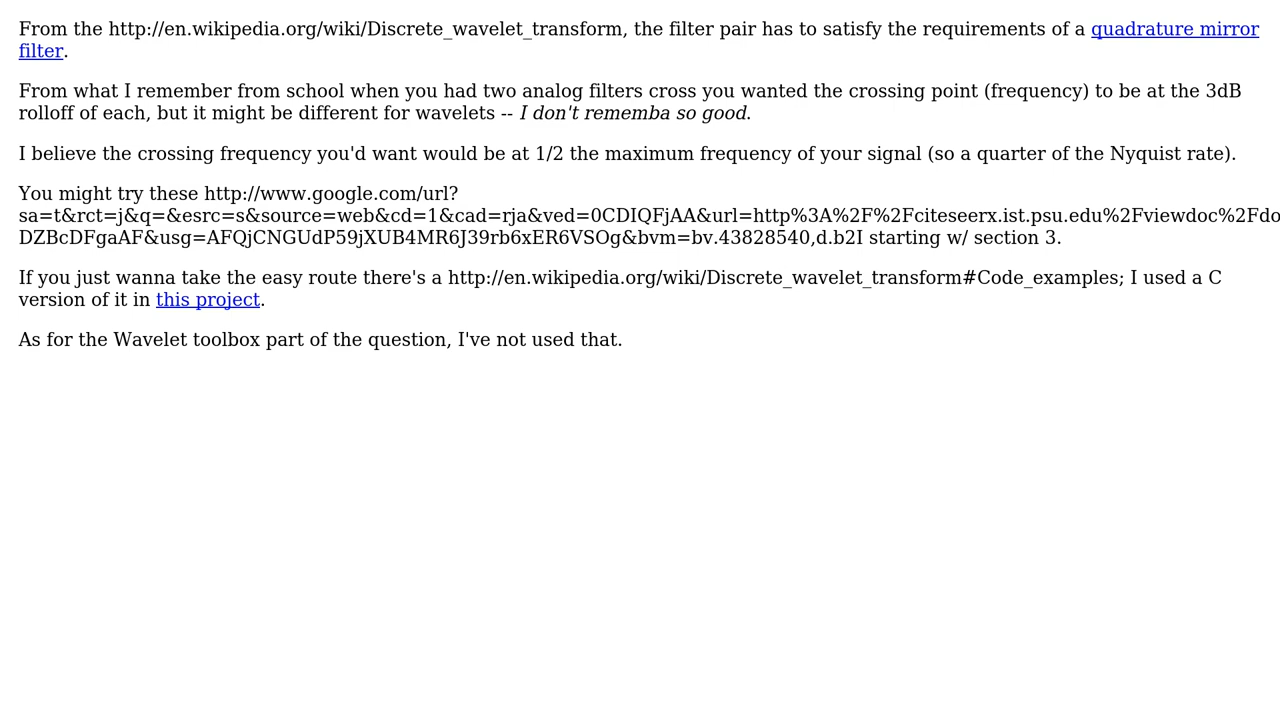 From the http://en.wikipedia.org/wiki/Discrete_wavelet_transform, the filter pair has to satisfy the requirements of a quadrature mirror
filter.
From what I remember from school when you had two analog filters cross you wanted the crossing point (frequency) to be at the 3dB
rolloff of each, but it might be different for wavelets -- I don't rememba so good.
I believe the crossing frequency you'd want would be at 1/2 the maximum frequency of your signal (so a quarter of the Nyquist rate).
You might try these http://www.google.com/url?
sa=t&rct=j&q=&esrc=s&source=web&cd=1&cad=rja&ved=0CDIQFjAA&url=http%3A%2F%2Fciteseerx.ist.psu.edu%2Fviewdoc%2Fdo
DZBcDFgaAF&usg=AFQjCNGUdP59jXUB4MR6J39rb6xER6VSOg&bvm=bv.43828540,d.b2I starting w/ section 3.
If you just wanna take the easy route there's a http://en.wikipedia.org/wiki/Discrete_wavelet_transform#Code_examples; I used a C
version of it in this project.
As for the Wavelet toolbox part of the question, I've not used that.